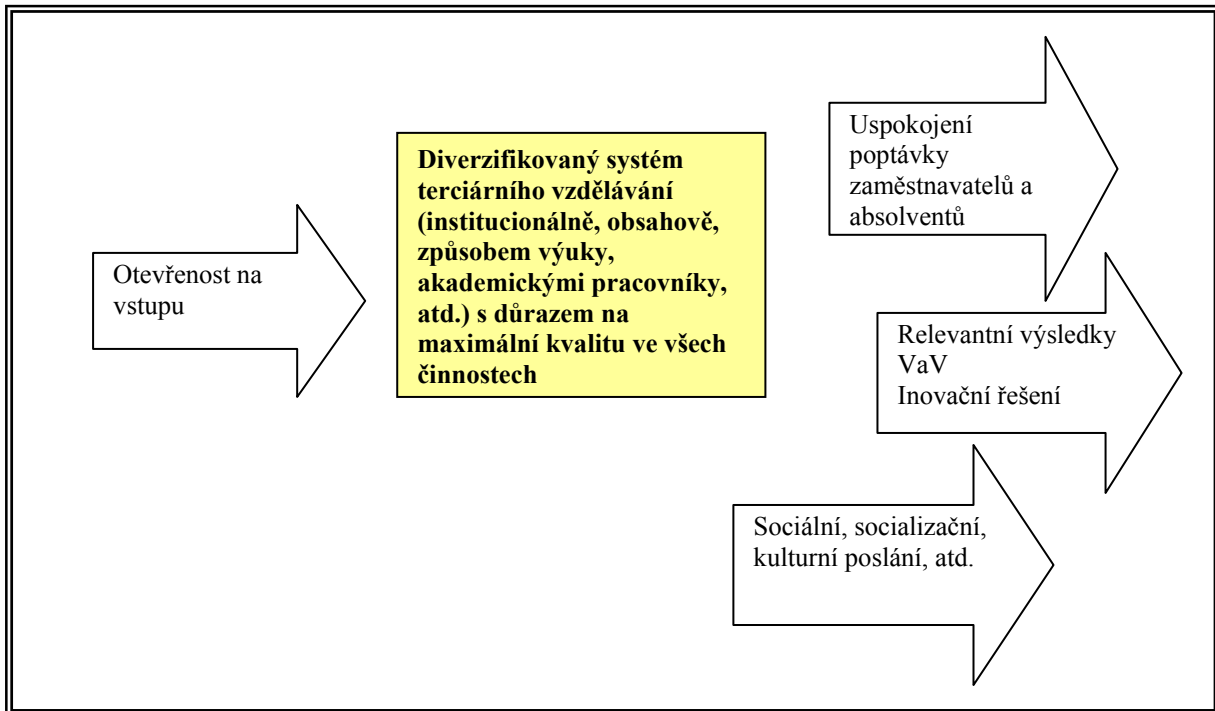 Otevřenost na
vstupu
Diverzifikovaný systém
terciárního vzdělávání
(institucionálně, obsahově,
způsobem výuky,
akademickými pracovníky,
atd.) s důrazem na
maximální kvalitu ve všech
činnostech
Uspokojení
poptávky
zaměstnavatelů a
absolventů
Relevantní výsledky
VaV
Inovační řešení
Sociální, socializační,
kulturní poslání, atd.